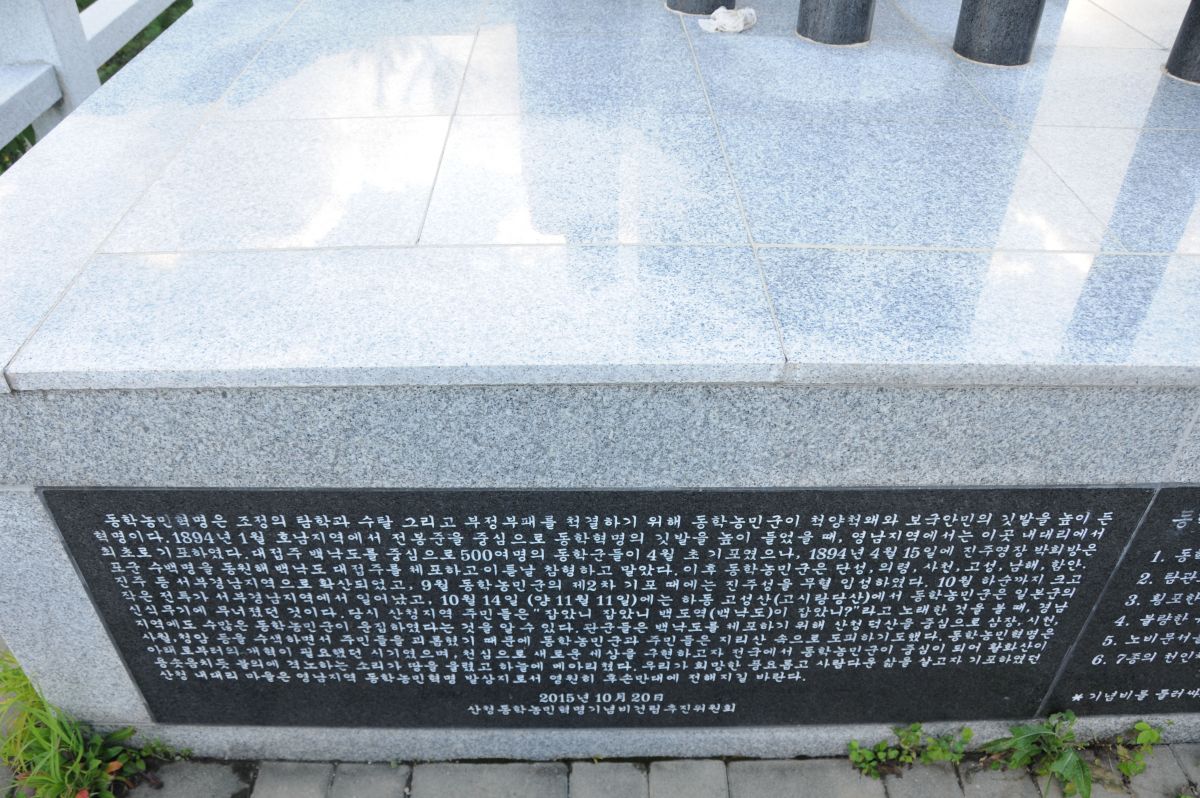 동학농민혁명은 조정의 탐학과 수탈 그리고 부정부패를 척결하기 위해 동학농민군이 척양척왜와 보국안민의 깃발을 높이 든
혁명이다. 1894년 1월 호남지역에서 전봉준을 중심으로 동학혁명의 깃발을 높이 들었을 때, 영남지역에서는 이곳 내대리에서
최초로 기포하였다. 대접주 백낙도를 중심으로 500여명의 동학군들이 4월 초 기포했으나, 1894년 4월 15일에 진주영장 박희방은
포군 수백명을 동원해 백낙도 대접주를 체포하고 이틀날 참형하고 말았다. 이후 동학농민군은 단성, 의령, 사천, 고성, 남해, 함안,
진주 등 서부경남지역으로 확산되었고, 9월 동학농민군의 제2차 기포 때에는 진주성을 무혈 입성하였다. 10월 하순까지 크고
작은 전투가 서부경남지역에서 일어났고, 10월 14일 (양 11월 11일)에는 하동 고성산(고시랑당산)에서 동학농민군은 일본군의
신식무기에 무너졌던 것이다. 당시 산청지역 주민들은 "잡았니 잡았니 백도역(백낙도)이 잡았니?"라고 노래한 것을 볼 때, 경남
지역에도 수많은 동학농민군이 운집하였다는 것을 알 수 있다. 관군들은 백낙도를 체포하기 위해 산청덕산을 중심으로 삼장, 시천,
사월, 청암 등을 수색하면서 주민들을 괴롭혔기 때문에 동학농민군과 주민들은 지리산 속으로 도피하기도했다. 동학농민혁명은
아래로부터의 개혁이 필요했던 시기였으며 천심으로 새로운 세상을 구현하고자 전국에서 동학농민군이 중심이 되어 활화산이
용솟음치듯 불의에 격노하는 소리가 땅을 울렸고 하늘에 메아리쳤다. 우리가 희망한 풍요롭고 사람다운 삶을 살고자 기포하였던
산청 내대리 마을은 영남지역 동학농민혁명 발상지로서 영원히 후손만대에 전해지길 바란다.
2015년 10월 20일
산청동학농민혁명기념비건립추진위원회
동
1. 동
2. 탐관
3. 횡포한
4. 불량한
5. 노비문서
6. 7종의 천인차
*기념비를 둘러싸